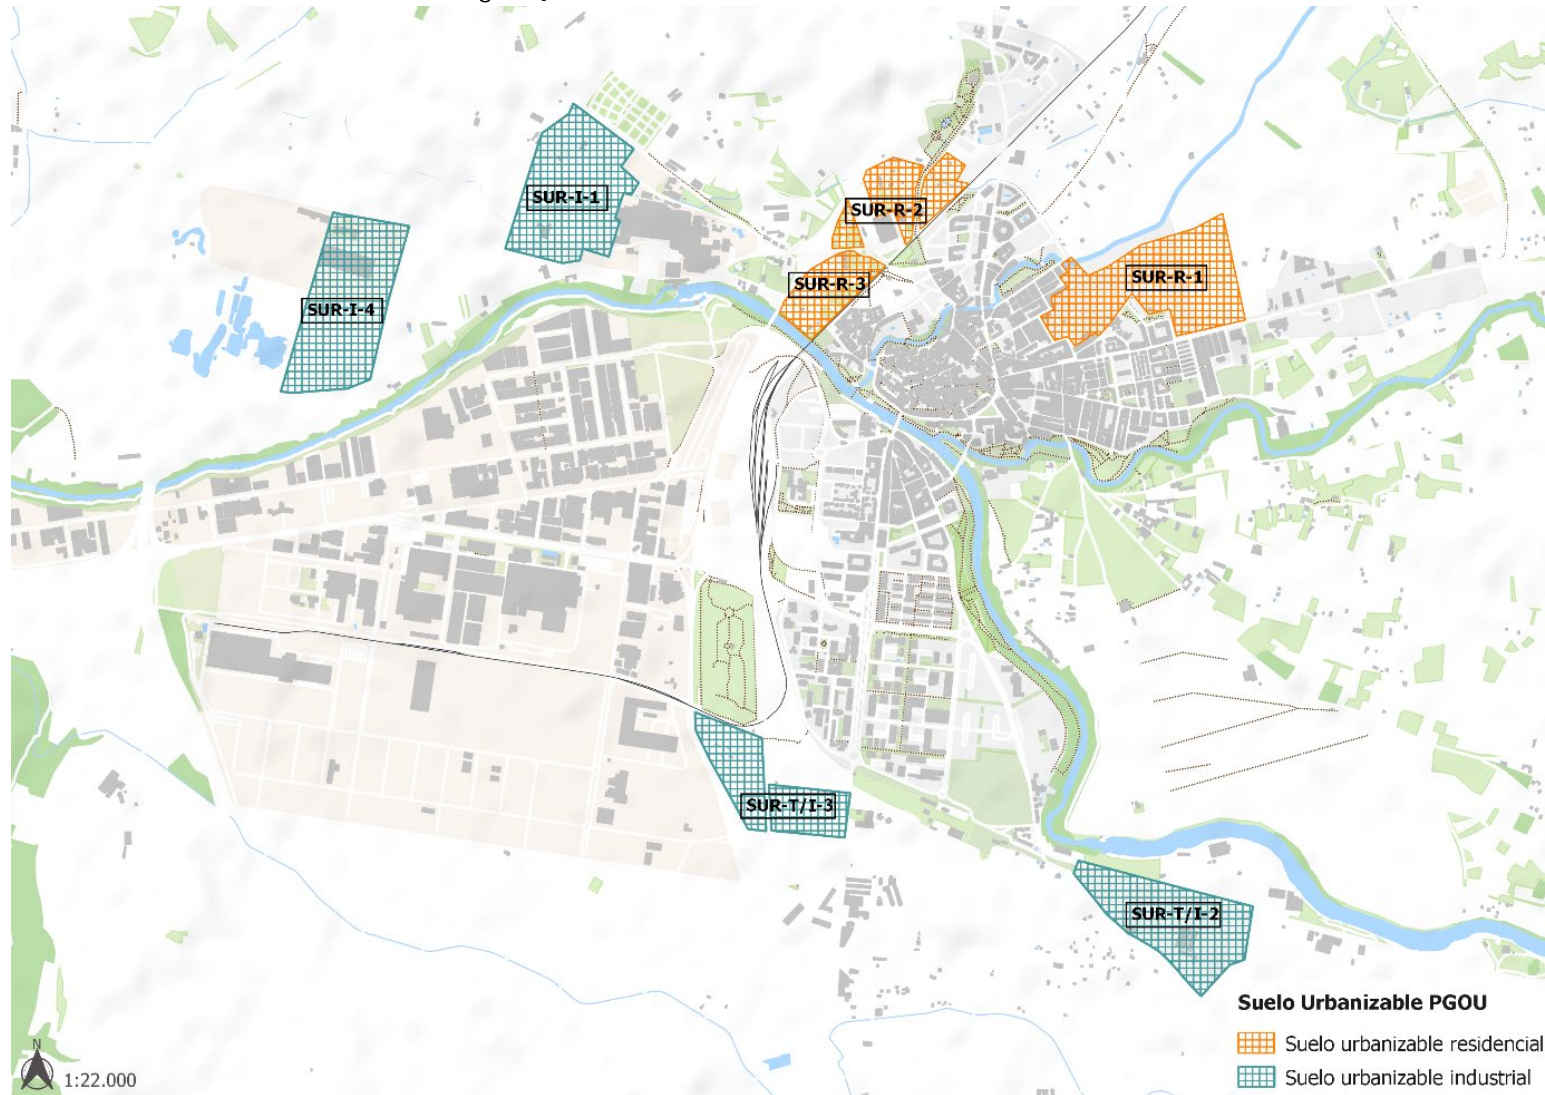 SUR-I-1
SUR-R-2
SUR-R-1
SUR-R-3
SUR-I-4
SUR-T/I-3
SUR-T/I-2
Suelo Urbanizable PGOU
Suelo urbanizable residencial
Suelo urbanizable industrial
N
1:22.000